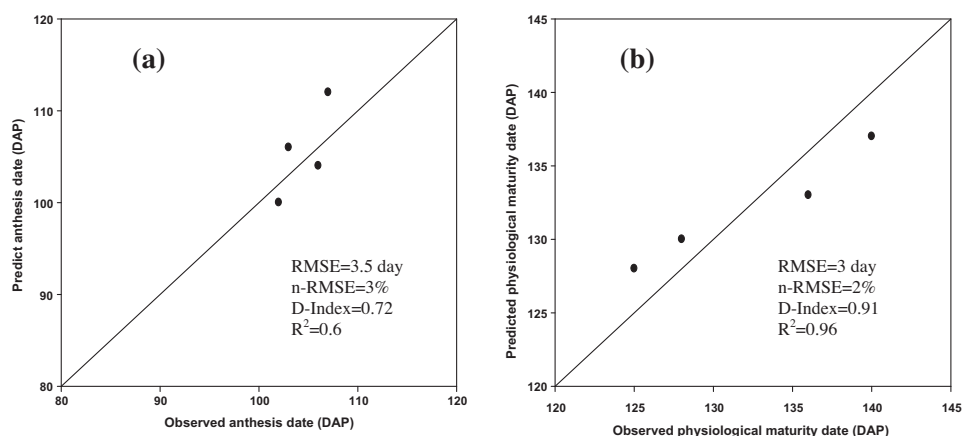 (a)
120
110
100
90
80
80
90
100
110
120
Predict anthesis date (DAP)
Observed anthesis date (DAP)
RMSE=3.5 day
n-RMSE=3%
D-Index=0.72
R²=0.6
(b)
145
140
135
130
125
120
120
125
130
135
140
145
Predicted physiological maturity date (DAP)
Observed physiological maturity date (DAP)
RMSE=3 day
n-RMSE=2%
D-Index=0.91
R²=0.96